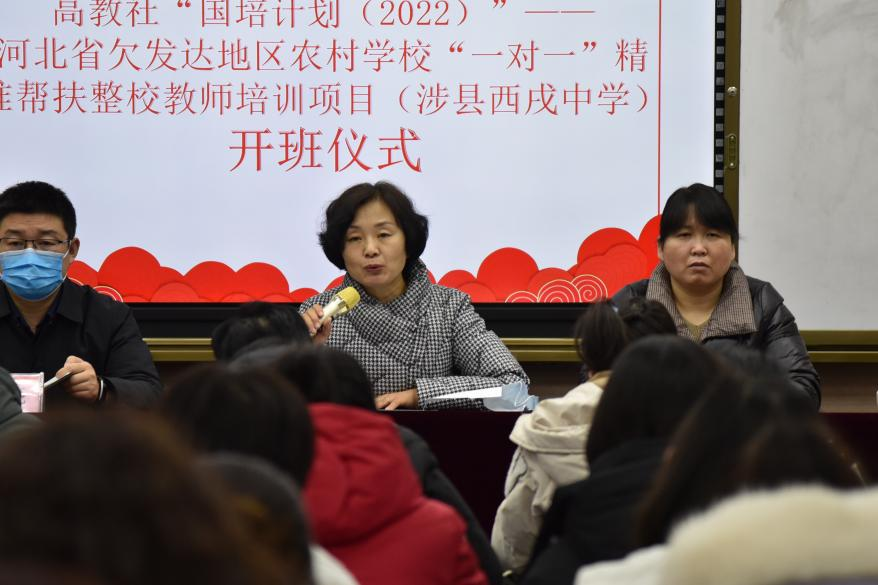 高教社“国培计划（2022）”——
河北省欠发达地区农村学校“一对一”精
准帮扶整校教师培训项目（涉县西戌中学）
开班仪式